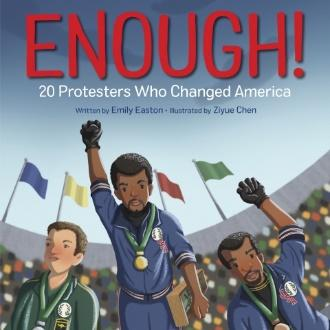 ENOUGH!
20 Protesters Who Changed America
Written by Emily Easton • Illustrated by Ziyue Chen